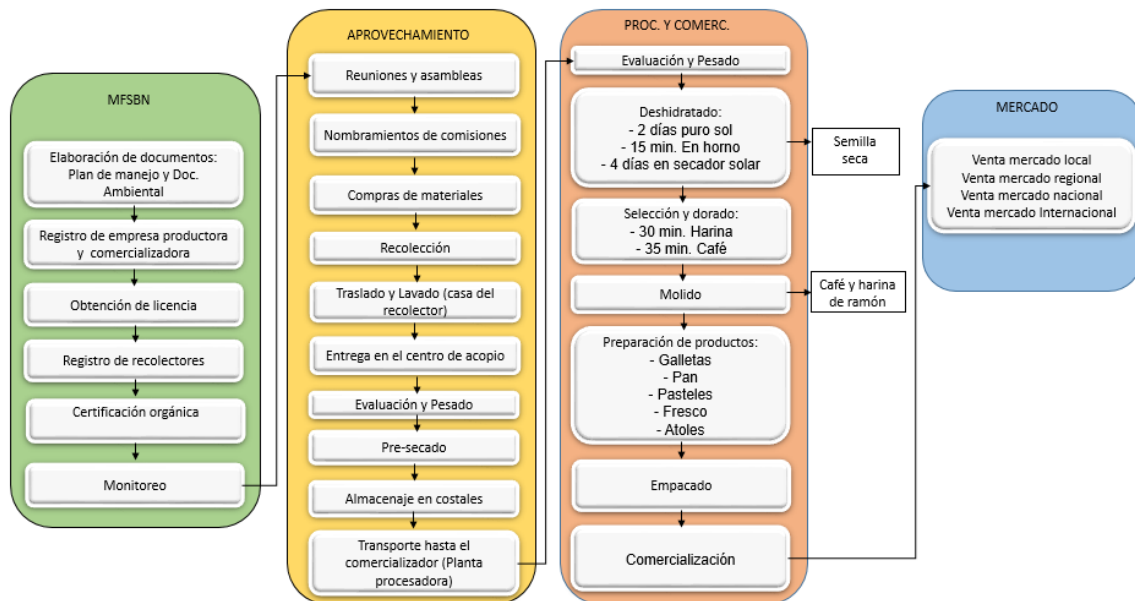 MFSBN
Elaboración de documentos:
Plan de manejo y Doc.
Ambiental
Registro de empresa productora
y comercializadora
Obtención de licencia
Registro de recolectores
Certificación orgánica
Monitoreo
APROVECHAMIENTO
Reuniones y asambleas
Nombramientos de comisiones
Compras de materiales
Recolección
Traslado y Lavado (casa del
recolector)
Entrega en el centro de acopio
Evaluación y Pesado
Pre-secado
Almacenaje en costales
Transporte hasta el
comercializador (Planta
procesadora)
PROC. Y COMERC.
Evaluación y Pesado
Deshidratado:
- 2 días puro sol
- 15 min. En horno
- 4 días en secador solar
Semilla
seca
Selección y dorado:
- 30 min. Harina
- 35 min. Café
Molido
Café y harina
de ramón
Preparación de productos:
- Galletas
- Pan
- Pasteles
- Fresco
- Atoles
Empacado
Comercialización
MERCADO
Venta mercado local
Venta mercado regional
Venta mercado nacional
Venta mercado Internacional